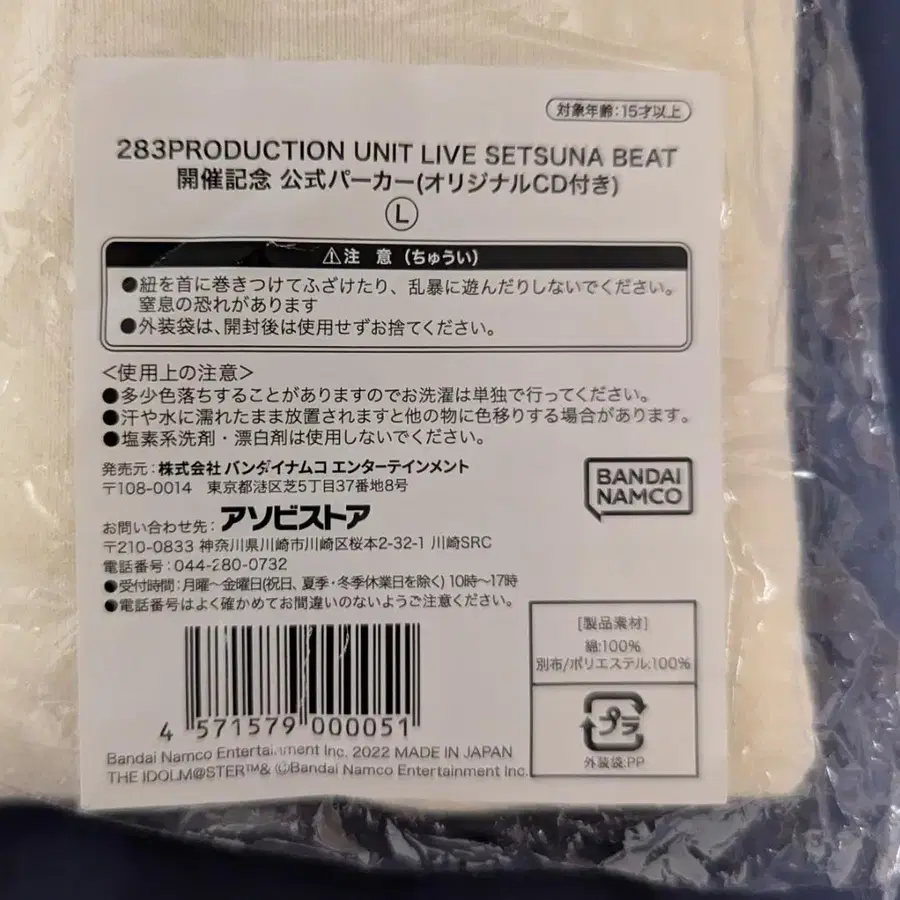 対象年齢:15才以上
283PRODUCTION UNIT LIVE SETSUNA BEAT
開催記念 公式パーカー(オリジナルCD付き)
L
⚠注 意(ちゅうい)
●紐を首に巻きつけてふざけたり、乱暴に遊んだりしないでください。
窒息の恐れがあります
●外装袋は、開封後は使用せずお捨てください。
<使用上の注意>
●多少色落ちすることがありますのでお洗濯は単独で行ってください。
●汗や水に濡れたまま放置されますと他の物に色移りする場合があります。
●塩素系洗剤・漂白剤は使用しないでください。
発売元:株式会社 バンダイナムコ エンターテインメント
〒108-0014 東京都港区芝5丁目37番地8号
BANDAI
NAMCO
お問い合わせ先:アソビストア
〒210-0833 神奈川県川崎市川崎区桜本2-32-1 川崎SRC
電話番号:044-280-0732
●受付時間:月曜～金曜日(祝日、夏季・冬季休業日を除く) 10時～17時
●電話番号はよく確かめてお間違いのないようご注意ください。
[製品素材]
綿:100%
別布/ポリエステル:100%
プラ
外装袋:PP
4 571579 000051
Bandai Namco Entertainment Inc. 2022 MADE IN JAPAN
THE IDOLM@STER™& ©Bandai Namco Entertainment Inc.